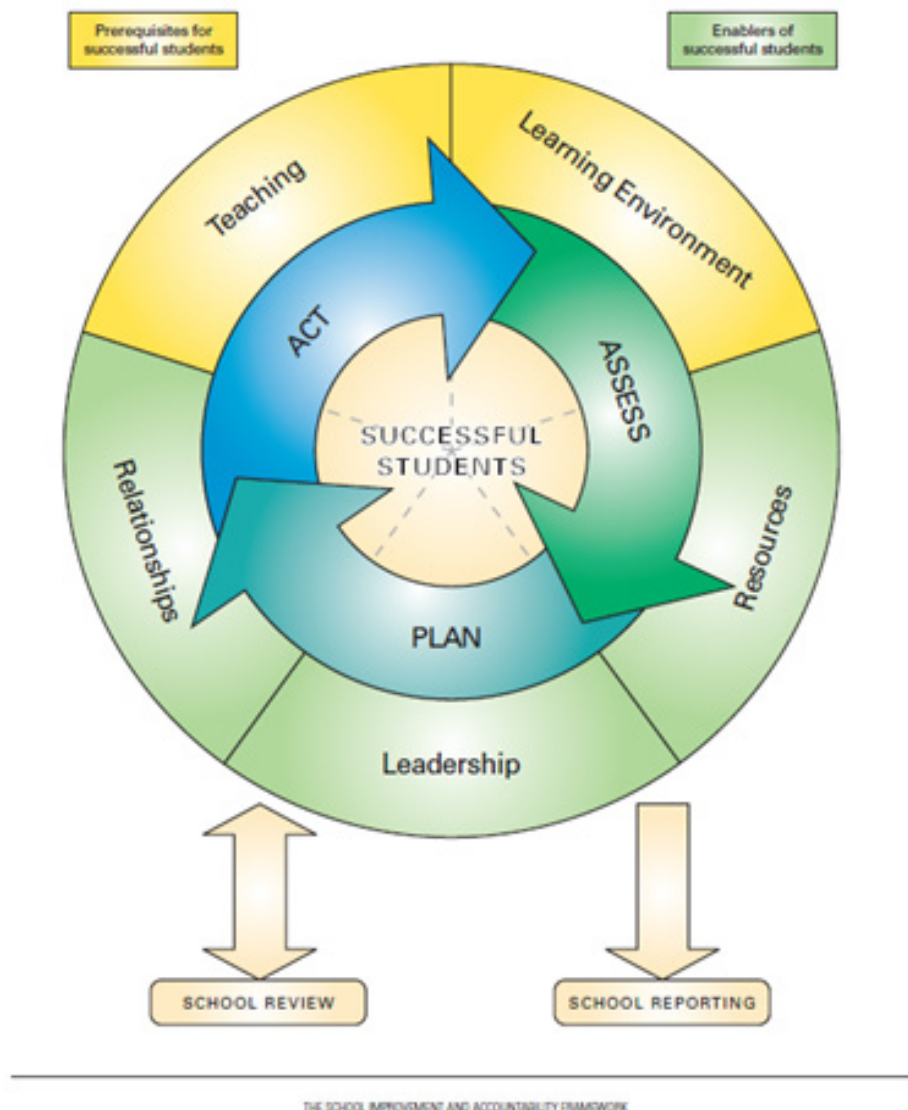 Prerequisites for
successful students
Enablers of
successful students
Teaching
Learning Environment
ACT
ASSESS
SUCCESSFUL
STUDENTS
Relationships
Resources
PLAN
Leadership
SCHOOL REVIEW
SCHOOL REPORTING
THE SCHOOL IMPROVEMENT AND ACCOUNTABILITY FRAMEWORK